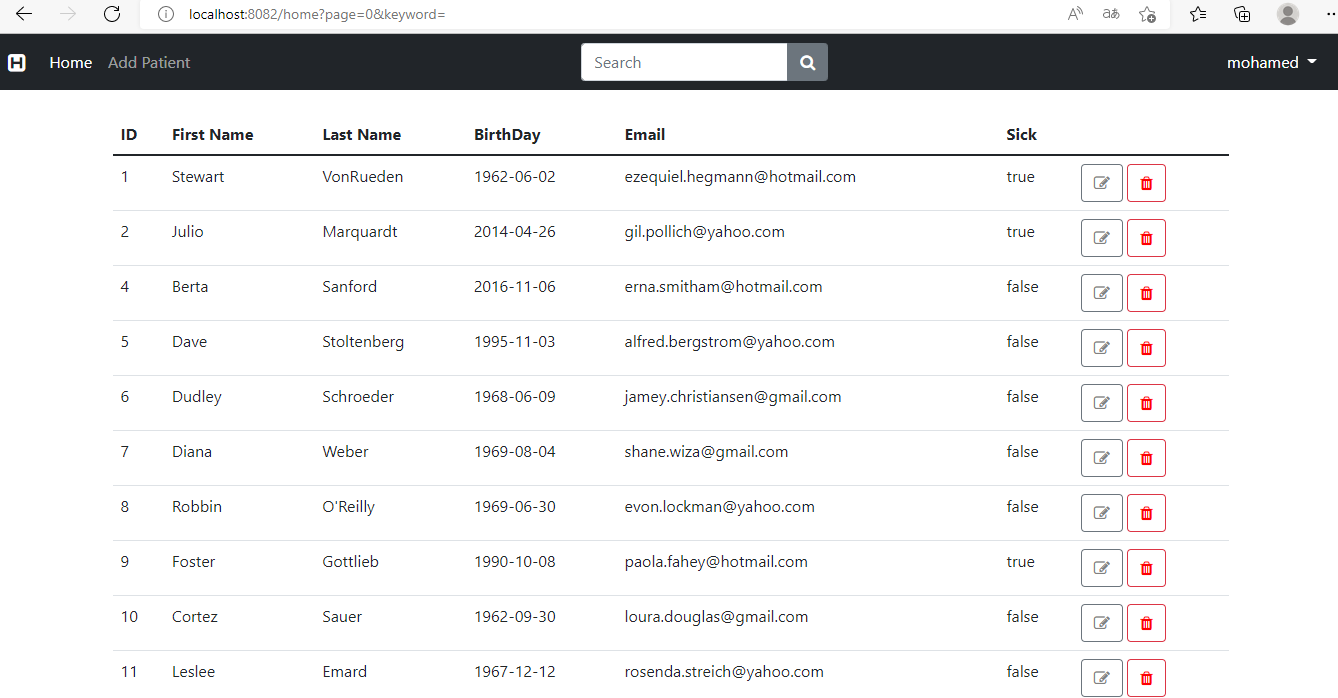 localhost:8082/home?page=0&keyword=
H Home Add Patient Search mohamed
ID First Name Last Name BirthDay Email Sick
1 Stewart VonRueden 1962-06-02 ezequiel.hegmann@hotmail.com true
2 Julio Marquardt 2014-04-26 gil.pollich@yahoo.com true
4 Berta Sanford 2016-11-06 erna.smitham@hotmail.com false
5 Dave Stoltenberg 1995-11-03 alfred.bergstrom@yahoo.com false
6 Dudley Schroeder 1968-06-09 jamey.christiansen@gmail.com false
7 Diana Weber 1969-08-04 shane.wiza@gmail.com false
8 Robbin O'Reilly 1969-06-30 evon.lockman@yahoo.com false
9 Foster Gottlieb 1990-10-08 paola.fahey@hotmail.com true
10 Cortez Sauer 1962-09-30 loura.douglas@gmail.com false
11 Leslee Emard 1967-12-12 rosenda.streich@yahoo.com false